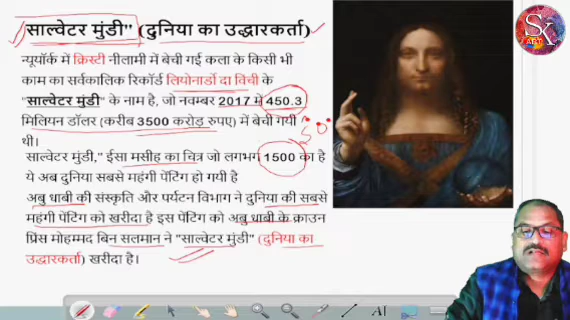 साल्वेटर मुंडी" (दुनिया का उद्धारकर्ता)
न्यूयॉर्क में क्रिस्टी नीलामी में बेची गई कला के किसी भी
काम का सर्वकालिक रिकॉर्ड लियोनार्डो दा विंची के
"साल्वेटर मुंडी" के नाम है, जो नवम्बर 2017 में 450.3
मिलियन डॉलर (करीब 3500 करोड़ रुपए) में बेची गयी
थी।
साल्वेटर मुंडी," ईसा मसीह का चित्र जो लगभग 1500 का है
ये अब दुनिया सबसे महंगी पेंटिंग हो गयी है
अबु धाबी की संस्कृति और पर्यटन विभाग ने दुनिया की सबसे
महंगी पेंटिंग को खरीदा है इस पेंटिंग को अबु धाबी के क्राउन
प्रिंस मोहम्मद बिन सलमान ने "साल्वेटर मुंडी" (दुनिया का
उद्धारकर्ता) खरीदा है।
SK
ART